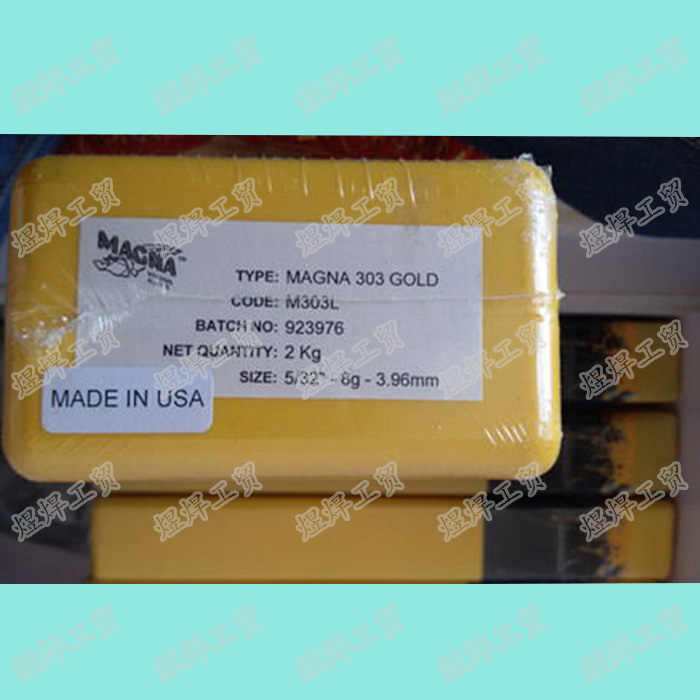 MAGNA
TYPE: MAGNA 303 GOLD
CODE: M303L
BATCH NO: 923976
NET QUANTITY: 2 Kg
SIZE: 5/32" - 8g - 3.96mm
MADE IN USA
煜焊工贸